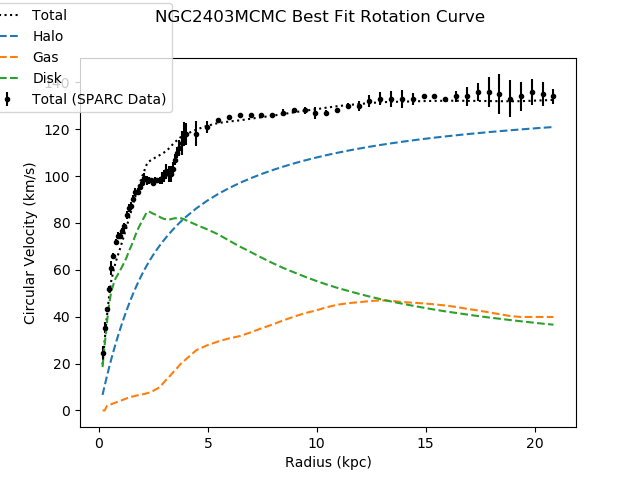 NGC2403MCMC Best Fit Rotation Curve
Total
Halo
Gas
Disk
Total (SPARC Data)
140
120
100
80
60
40
20
0
Circular Velocity (km/s)
0 5 10 15 20
Radius (kpc)